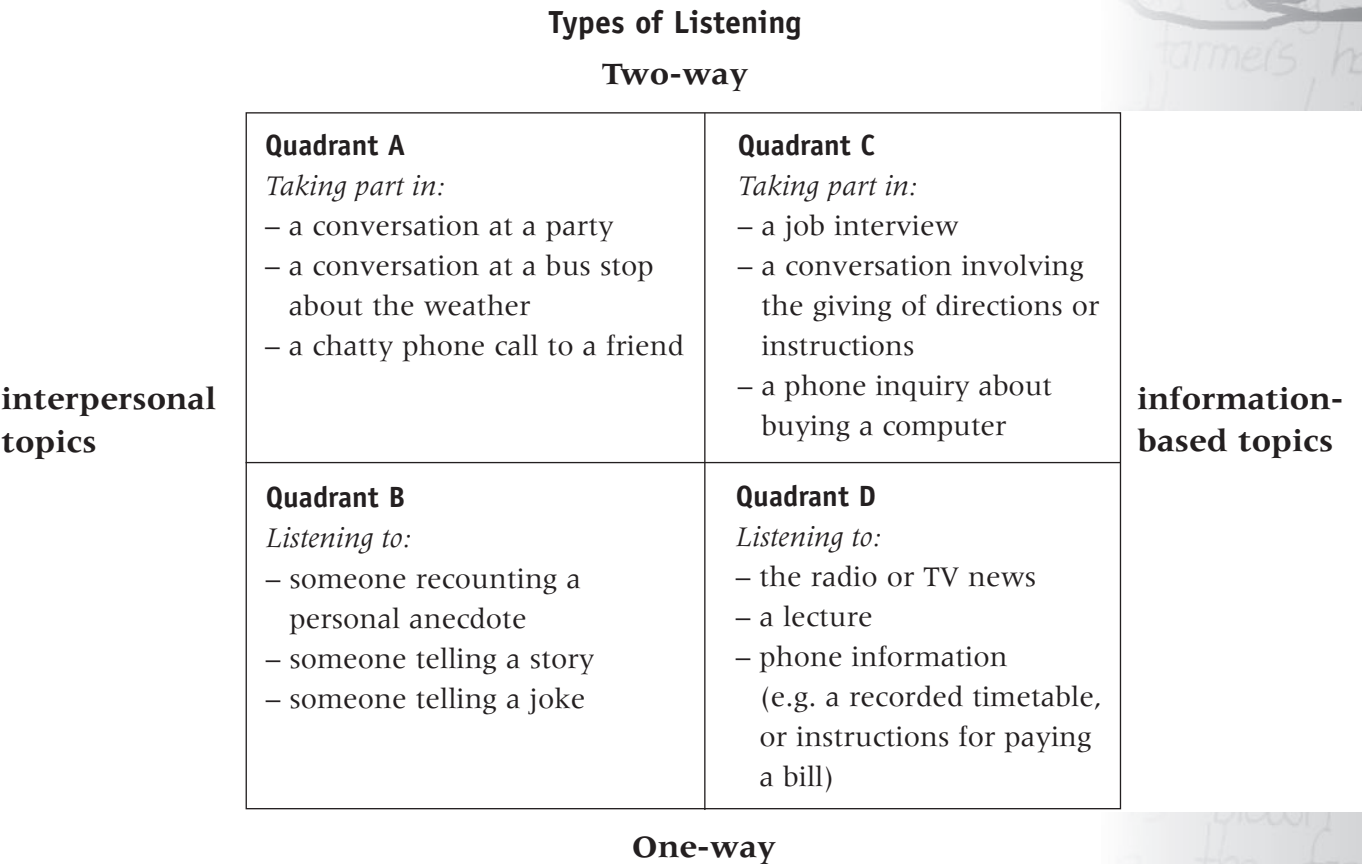 Types of Listening
Two-way
Quadrant A
Taking part in:
– a conversation at a party
– a conversation at a bus stop
about the weather
– a chatty phone call to a friend
Quadrant C
Taking part in:
– a job interview
– a conversation involving
the giving of directions or
instructions
– a phone inquiry about
buying a computer
interpersonal
topics
information-
based topics
Quadrant B
Listening to:
– someone recounting a
personal anecdote
– someone telling a story
– someone telling a joke
Quadrant D
Listening to:
– the radio or TV news
– a lecture
– phone information
(e.g. a recorded timetable,
or instructions for paying
a bill)
One-way
farmers